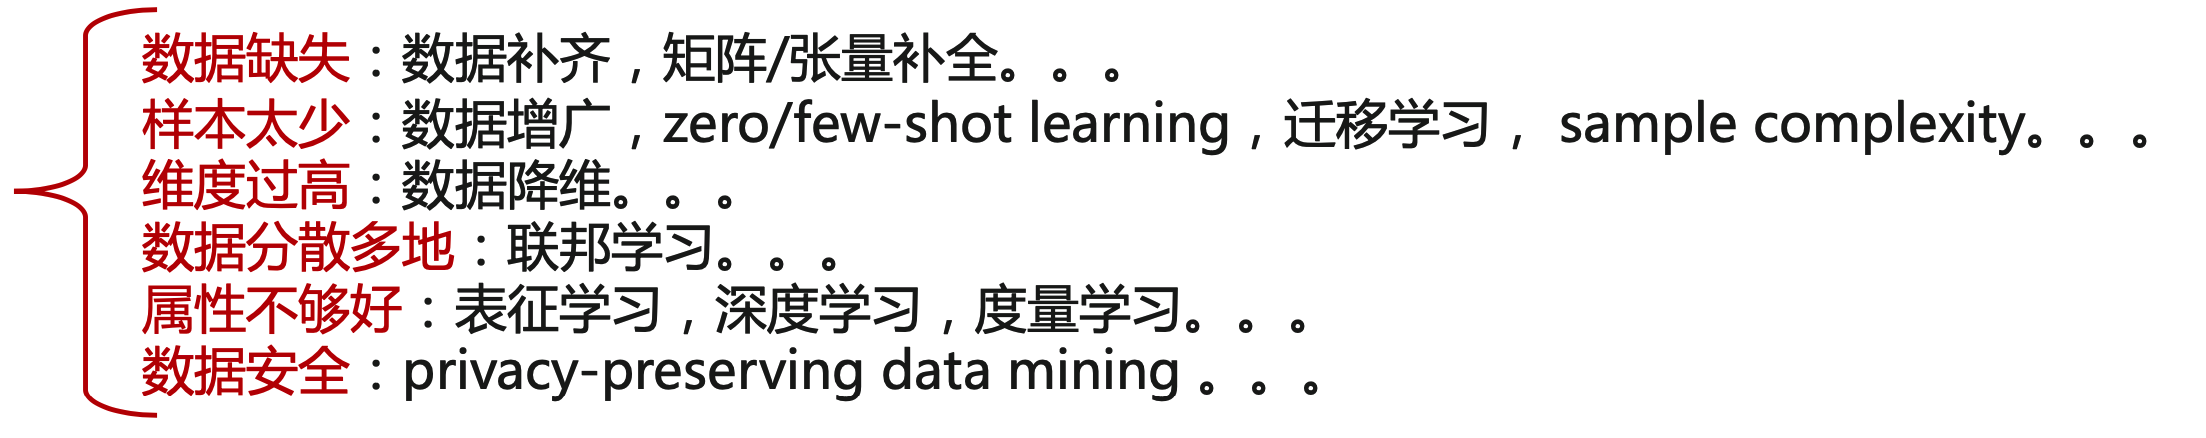 数据缺失：数据补齐，矩阵/张量补全。。。
样本太少：数据增广，zero/few-shot learning，迁移学习， sample complexity。。。
维度过高：数据降维。。。
数据分散多地：联邦学习。。。
属性不够好：表征学习，深度学习，度量学习。。。
数据安全：privacy-preserving data mining 。。。